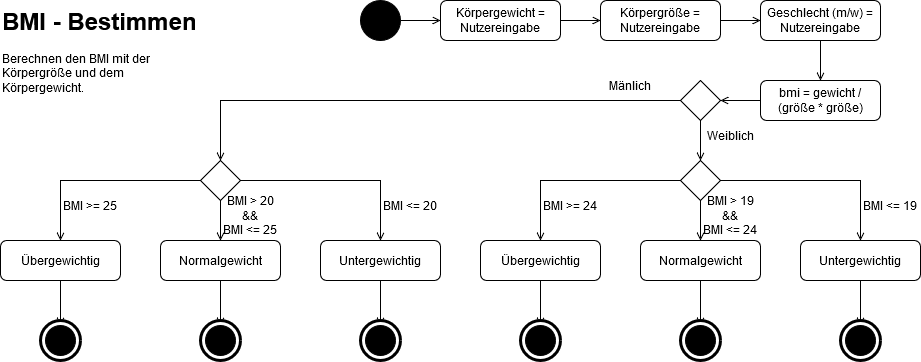 BMI - Bestimmen
Berechnen den BMI mit der
Körpergröße und dem
Körpergewicht.
Körpergewicht =
Nutzereingabe
Körpergröße =
Nutzereingabe
Geschlecht (m/w) =
Nutzereingabe
bmi = gewicht /
(größe * größe)
Mänlich
Weiblich
BMI >= 25
BMI > 20
&&
BMI <= 25
BMI <= 20
BMI >= 24
BMI > 19
&&
BMI <= 24
BMI <= 19
Übergewichtig
Normalgewicht
Untergewichtig
Übergewichtig
Normalgewicht
Untergewichtig